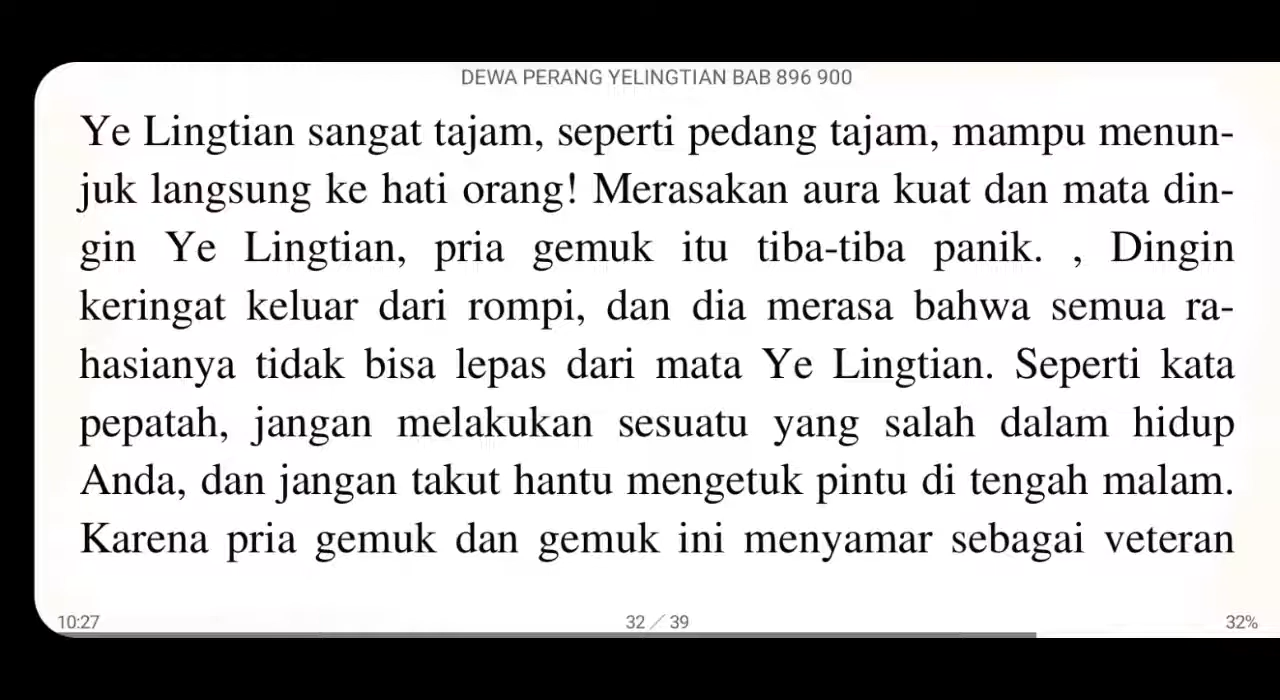 DEWA PERANG YELINGTIAN BAB 896 900
Ye Lingtian sangat tajam, seperti pedang tajam, mampu menun-
juk langsung ke hati orang! Merasakan aura kuat dan mata din-
gin Ye Lingtian, pria gemuk itu tiba-tiba panik. , Dingin
keringat keluar dari rompi, dan dia merasa bahwa semua ra-
hasianya tidak bisa lepas dari mata Ye Lingtian. Seperti kata
pepatah, jangan melakukan sesuatu yang salah dalam hidup
Anda, dan jangan takut hantu mengetuk pintu di tengah malam.
Karena pria gemuk dan gemuk ini menyamar sebagai veteran
10:27 32 / 39 32%